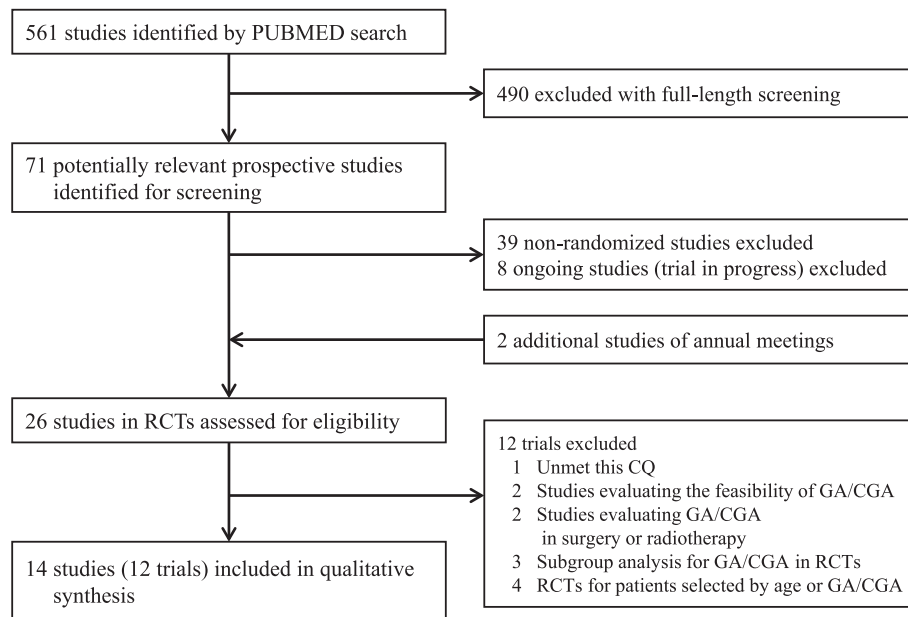 561 studies identified by PUBMED search
490 excluded with full-length screening
71 potentially relevant prospective studies
identified for screening
39 non-randomized studies excluded
8 ongoing studies (trial in progress) excluded
2 additional studies of annual meetings
26 studies in RCTs assessed for eligibility
12 trials excluded
1 Unmet this CQ
2 Studies evaluating the feasibility of GA/CGA
2 Studies evaluating GA/CGA
in surgery or radiotherapy
3 Subgroup analysis for GA/CGA in RCTs
4 RCTs for patients selected by age or GA/CGA
14 studies (12 trials) included in qualitative
synthesis